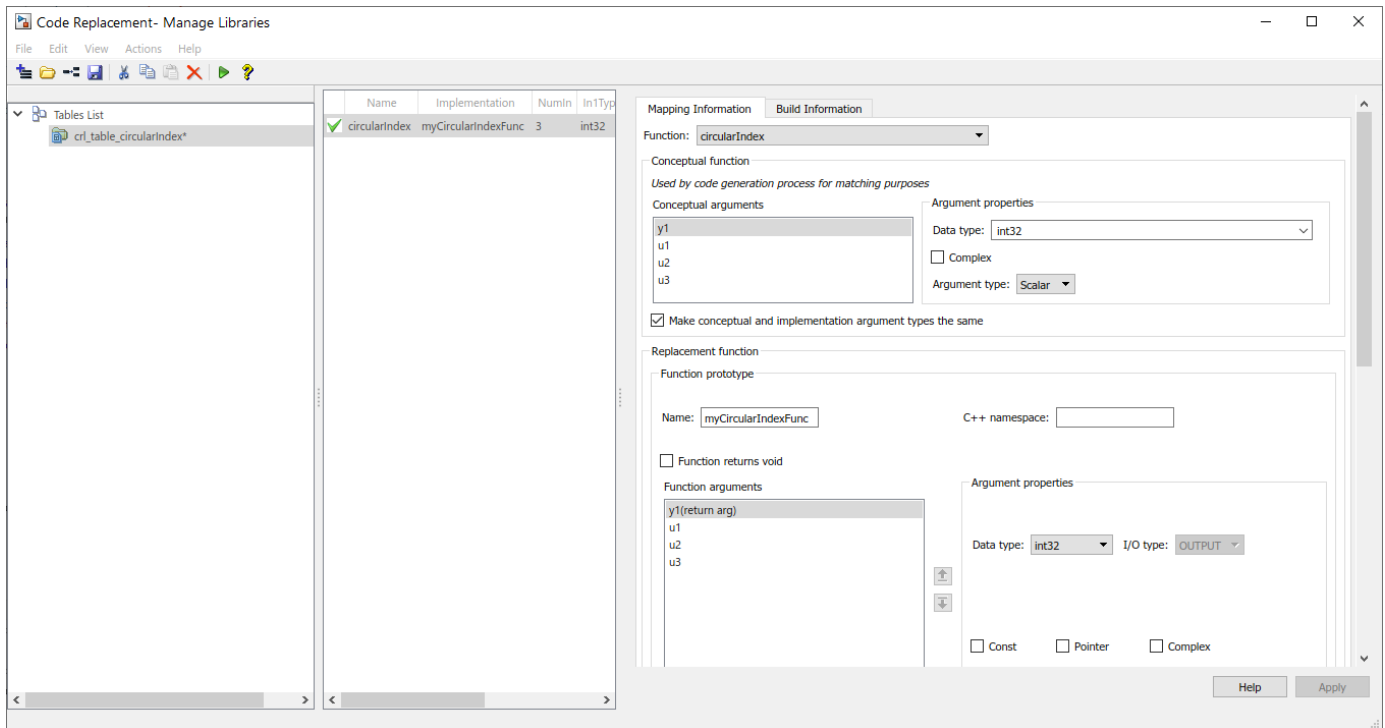 Code Replacement- Manage Libraries
File Edit View Actions Help
Tables List
crl_table_circularIndex*
Name Implementation NumIn In1Typ
circularIndex myCircularIndexFunc 3 int32
Mapping Information Build Information
Function: circularIndex
Conceptual function
Used by code generation process for matching purposes
Conceptual arguments
y1
u1
u2
u3
Argument properties
Data type: int32
Complex
Argument type: Scalar
Make conceptual and implementation argument types the same
Replacement function
Function prototype
Name: myCircularIndexFunc C++ namespace:
Function returns void
Function arguments
y1(return arg)
u1
u2
u3
Argument properties
Data type: int32 I/O type: OUTPUT
Const Pointer Complex
Help Apply